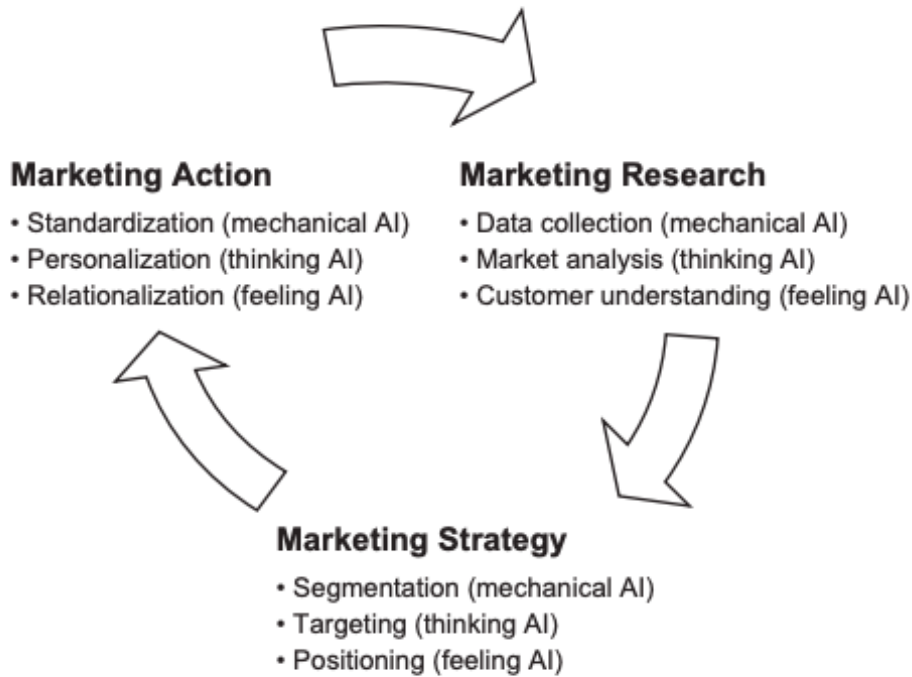 Marketing Action
• Standardization (mechanical AI)
• Personalization (thinking AI)
• Relationalization (feeling AI)
Marketing Research
• Data collection (mechanical AI)
• Market analysis (thinking AI)
• Customer understanding (feeling AI)
Marketing Strategy
• Segmentation (mechanical AI)
• Targeting (thinking AI)
• Positioning (feeling AI)